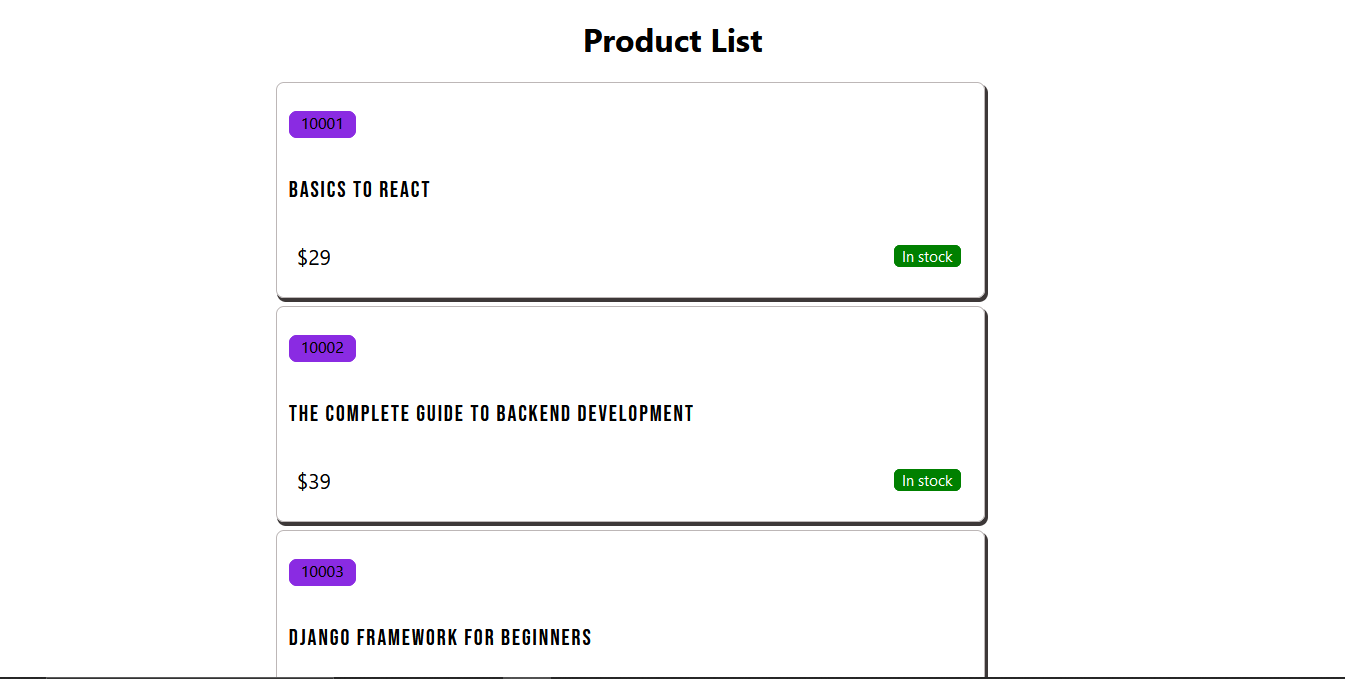 Product List
10001
BASICS TO REACT
$29 In stock
10002
THE COMPLETE GUIDE TO BACKEND DEVELOPMENT
$39 In stock
10003
DJANGO FRAMEWORK FOR BEGINNERS